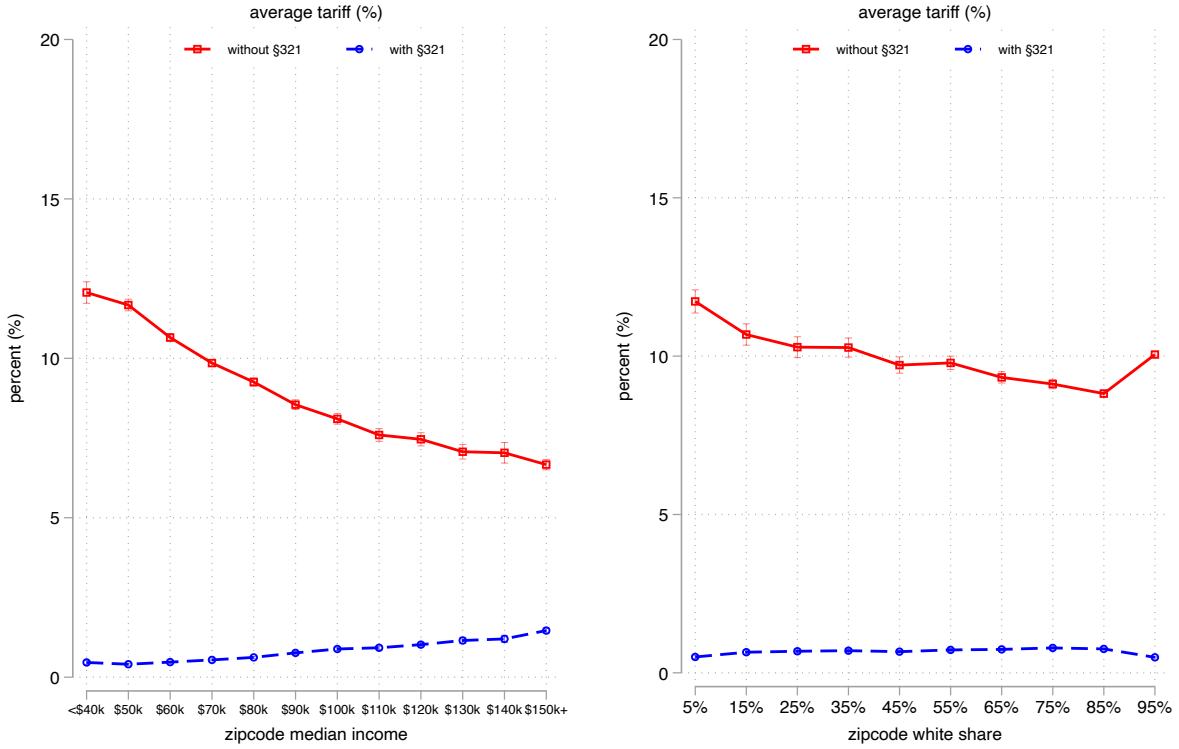 average tariff (%)
without §321 with §321
20
15
10
5
0
percent (%)
<$40k $50k $60k $70k $80k $90k $100k $110k $120k $130k $140k $150k+
zipcode median income
average tariff (%)
without §321 with §321
20
15
10
5
0
percent (%)
5% 15% 25% 35% 45% 55% 65% 75% 85% 95%
zipcode white share